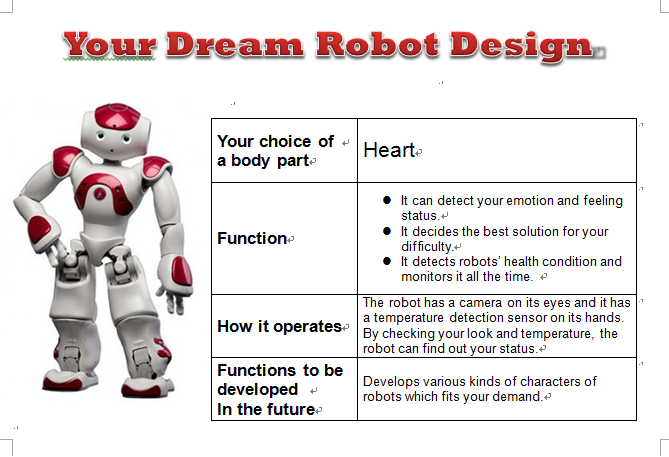 Your Dream Robot Design
Your choice of
a body part
Heart
Function
● It can detect your emotion and feeling
status.
● It decides the best solution for your
difficulty.
● It detects robots' health condition and
monitors it all the time.
How it operates
The robot has a camera on its eyes and it has
a temperature detection sensor on its hands.
By checking your look and temperature, the
robot can find out your status.
Functions to be
developed
In the future
Develops various kinds of characters of
robots which fits your demand.